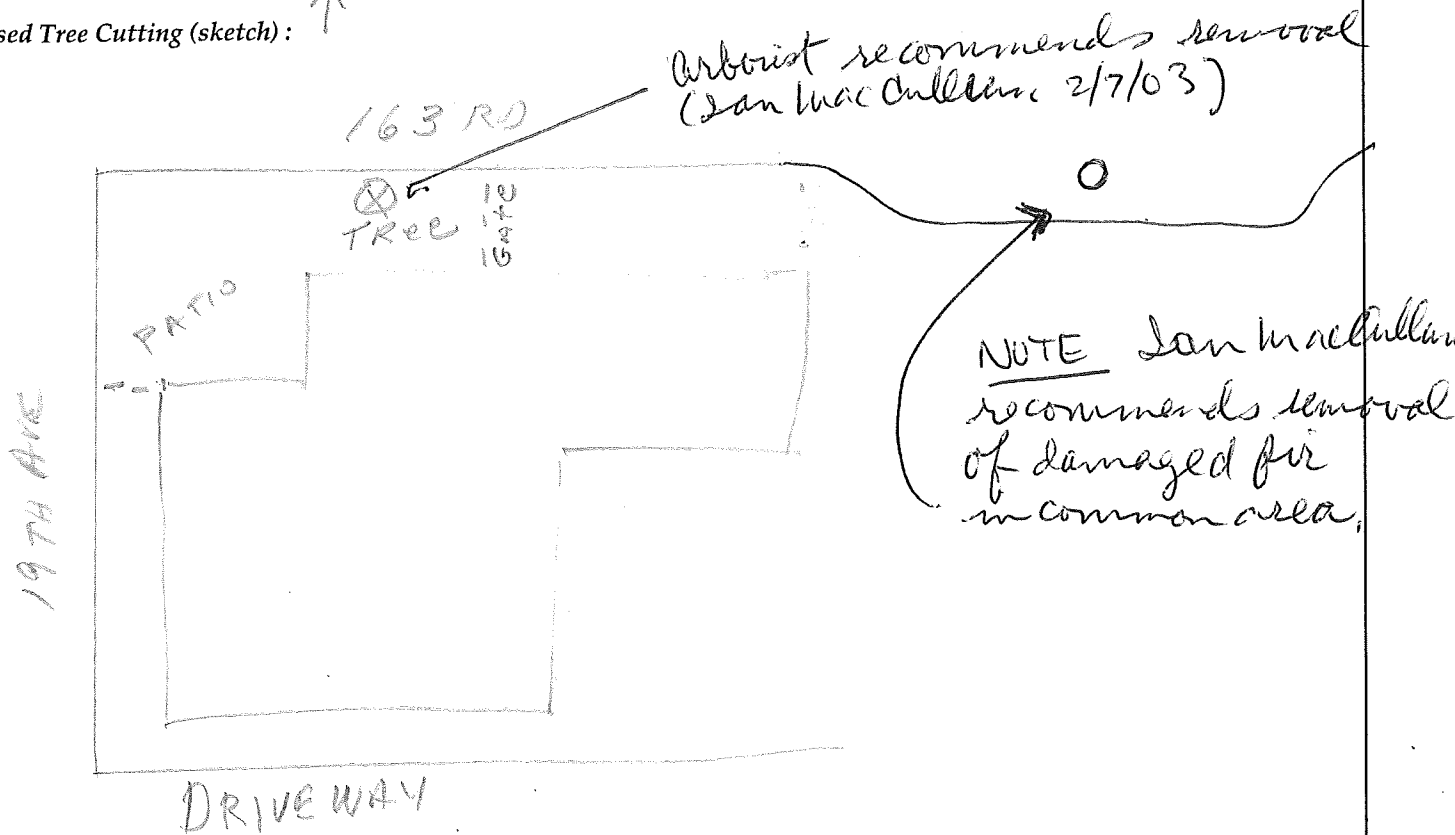 sed Tree Cutting (sketch) :
arborist recommends removal
(Ian MacCullum 2/7/03)
163 RD
TRee
Gate
PATIO
NOTE Ian MacCullum
recommends removal
of damaged fir
in common area.
19TH AVE
DRIVEWAY